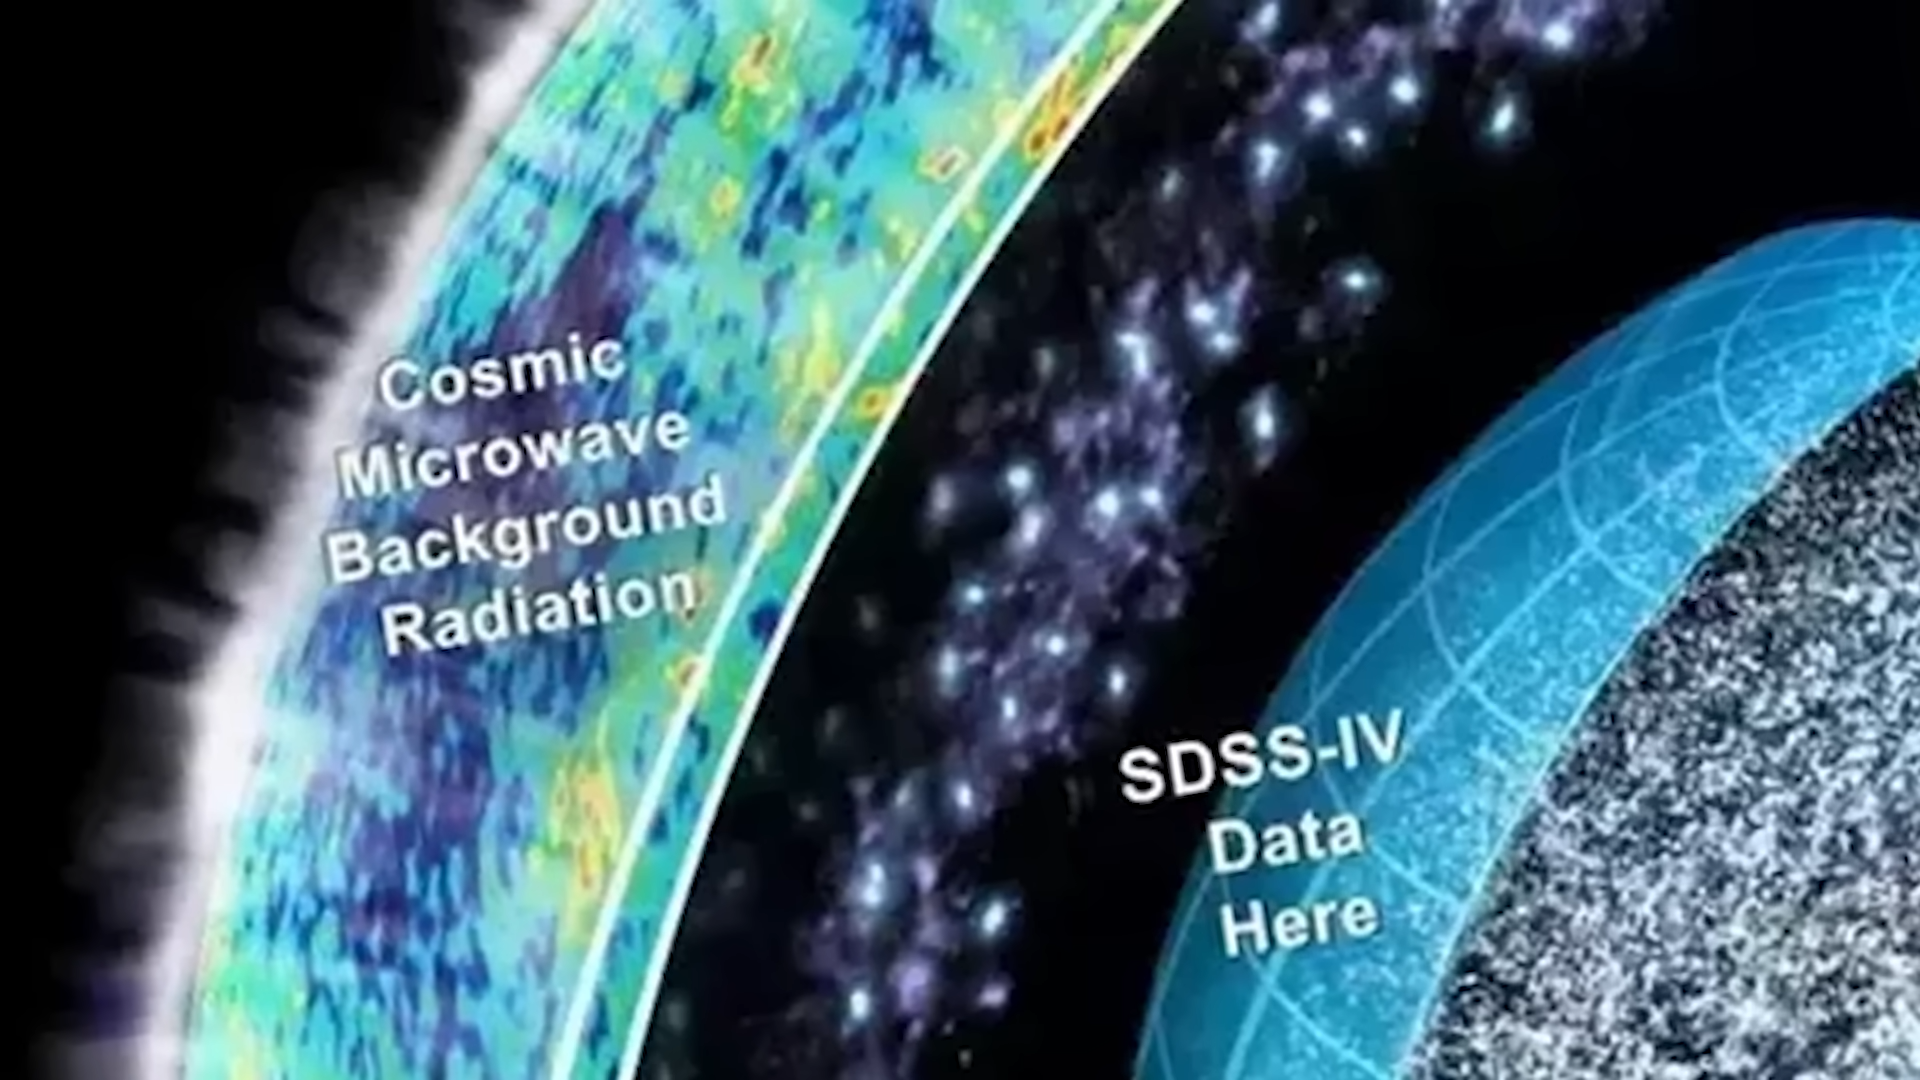 Cosmic
Microwave
Background
Radiation
SDSS-IV
Data
Here